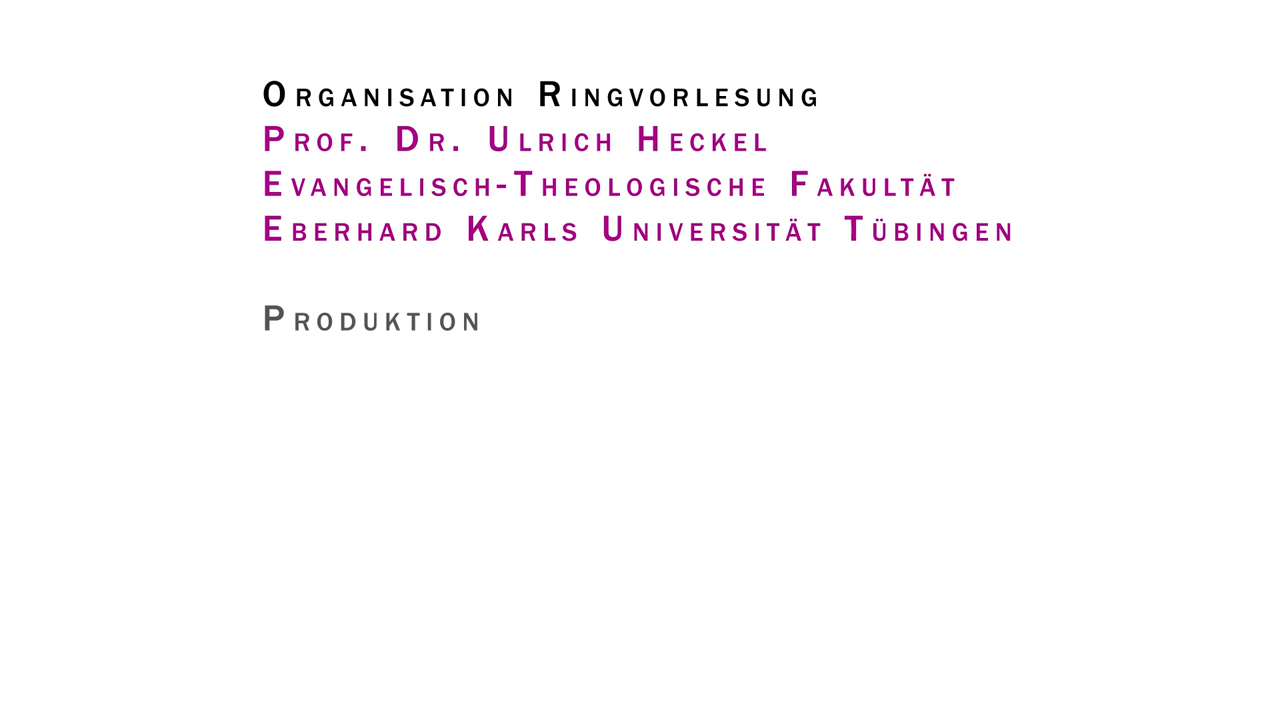 Organisation Ringvorlesung
Prof. Dr. Ulrich Heckel
Evangelisch-Theologische Fakultät
Eberhard Karls Universität Tübingen
Produktion